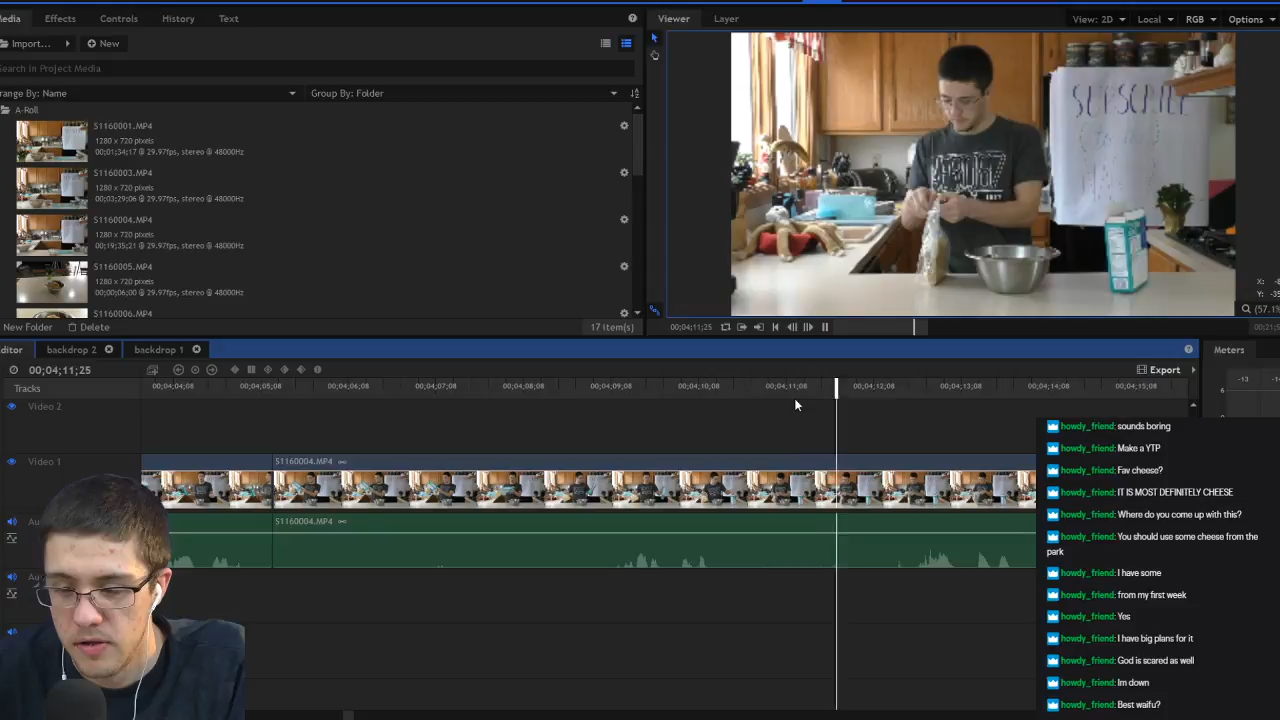 Media Effects Controls History Text
Import... New
Search in Project Media
Arrange By: Name Group By: Folder
A-Roll
S1160001.MP4
1280 x 720 pixels
00;01;34;17 @ 29.97fps, stereo @ 48000Hz
S1160003.MP4
1280 x 720 pixels
00;03;29;06 @ 29.97fps, stereo @ 48000Hz
S1160004.MP4
1280 x 720 pixels
00;19;35;21 @ 29.97fps, stereo @ 48000Hz
S1160005.MP4
1280 x 720 pixels
00;00;06;00 @ 29.97fps, stereo @ 48000Hz
S1160006.MP4
New Folder Delete 17 item(s)
Viewer Layer
View: 2D Local RGB Options
SUBSCRIBE
1977
X:
Y:
(57.1%
00;04;11;25
Editor backdrop 2 backdrop 1
00;04;11;25
Export
Tracks 00;04;04;08 00;04;05;08 00;04;06;08 00;04;07;08 00;04;08;08 00;04;09;08 00;04;10;08 00;04;11;08 00;04;12;08 00;04;13;08 00;04;14;08 00;04;15;08
Video 2
Video 1
S1160004.MP4
S1160004.MP4
Meters
-13
6
howdy_friend: sounds boring
howdy_friend: Make a YTP
howdy_friend: Fav cheese?
howdy_friend: IT IS MOST DEFINITELY CHEESE
howdy_friend: Where do you come up with this?
howdy_friend: You should use some cheese from the
park
howdy_friend: I have some
howdy_friend: from my first week
howdy_friend: Yes
howdy_friend: I have big plans for it
howdy_friend: God is scared as well
howdy_friend: Im down
howdy_friend: Best waifu?